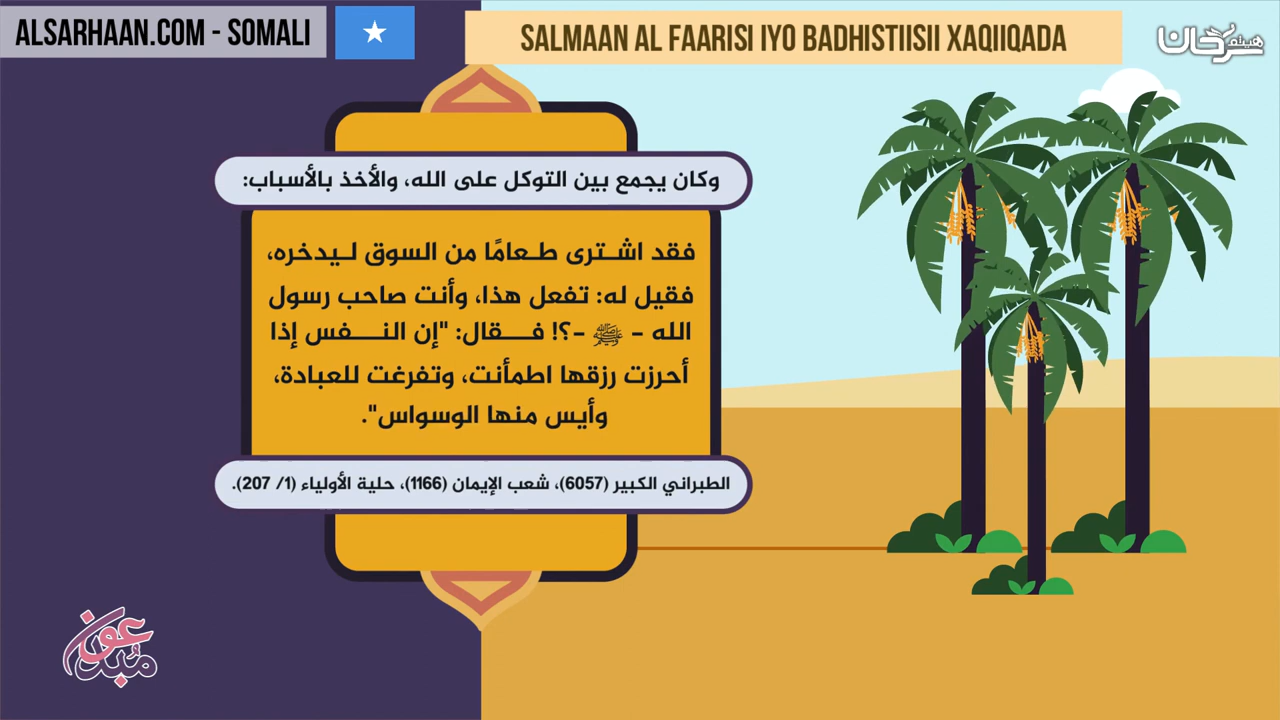 ALSARHAAN.COM - SOMALI
SALMAAN AL FAARISI IYO BADHISTIISII XAQIIQADA
هيثم سرحان
وكان يجمع بين التوكل على الله، والأخذ بالأسباب:
فقد اشترى طعامًا من السوق ليدخره،
فقيل له: تفعل هذا، وأنت صاحب رسول
الله - ﷺ -؟! فقال: "إن النفس إذا
أحرزت رزقها اطمأنت، وتفرغت للعبادة،
وأيس منها الوسواس".
الطبراني الكبير (6057)، شعب الإيمان (1166)، حلية الأولياء (1/ 207).
مبدعون